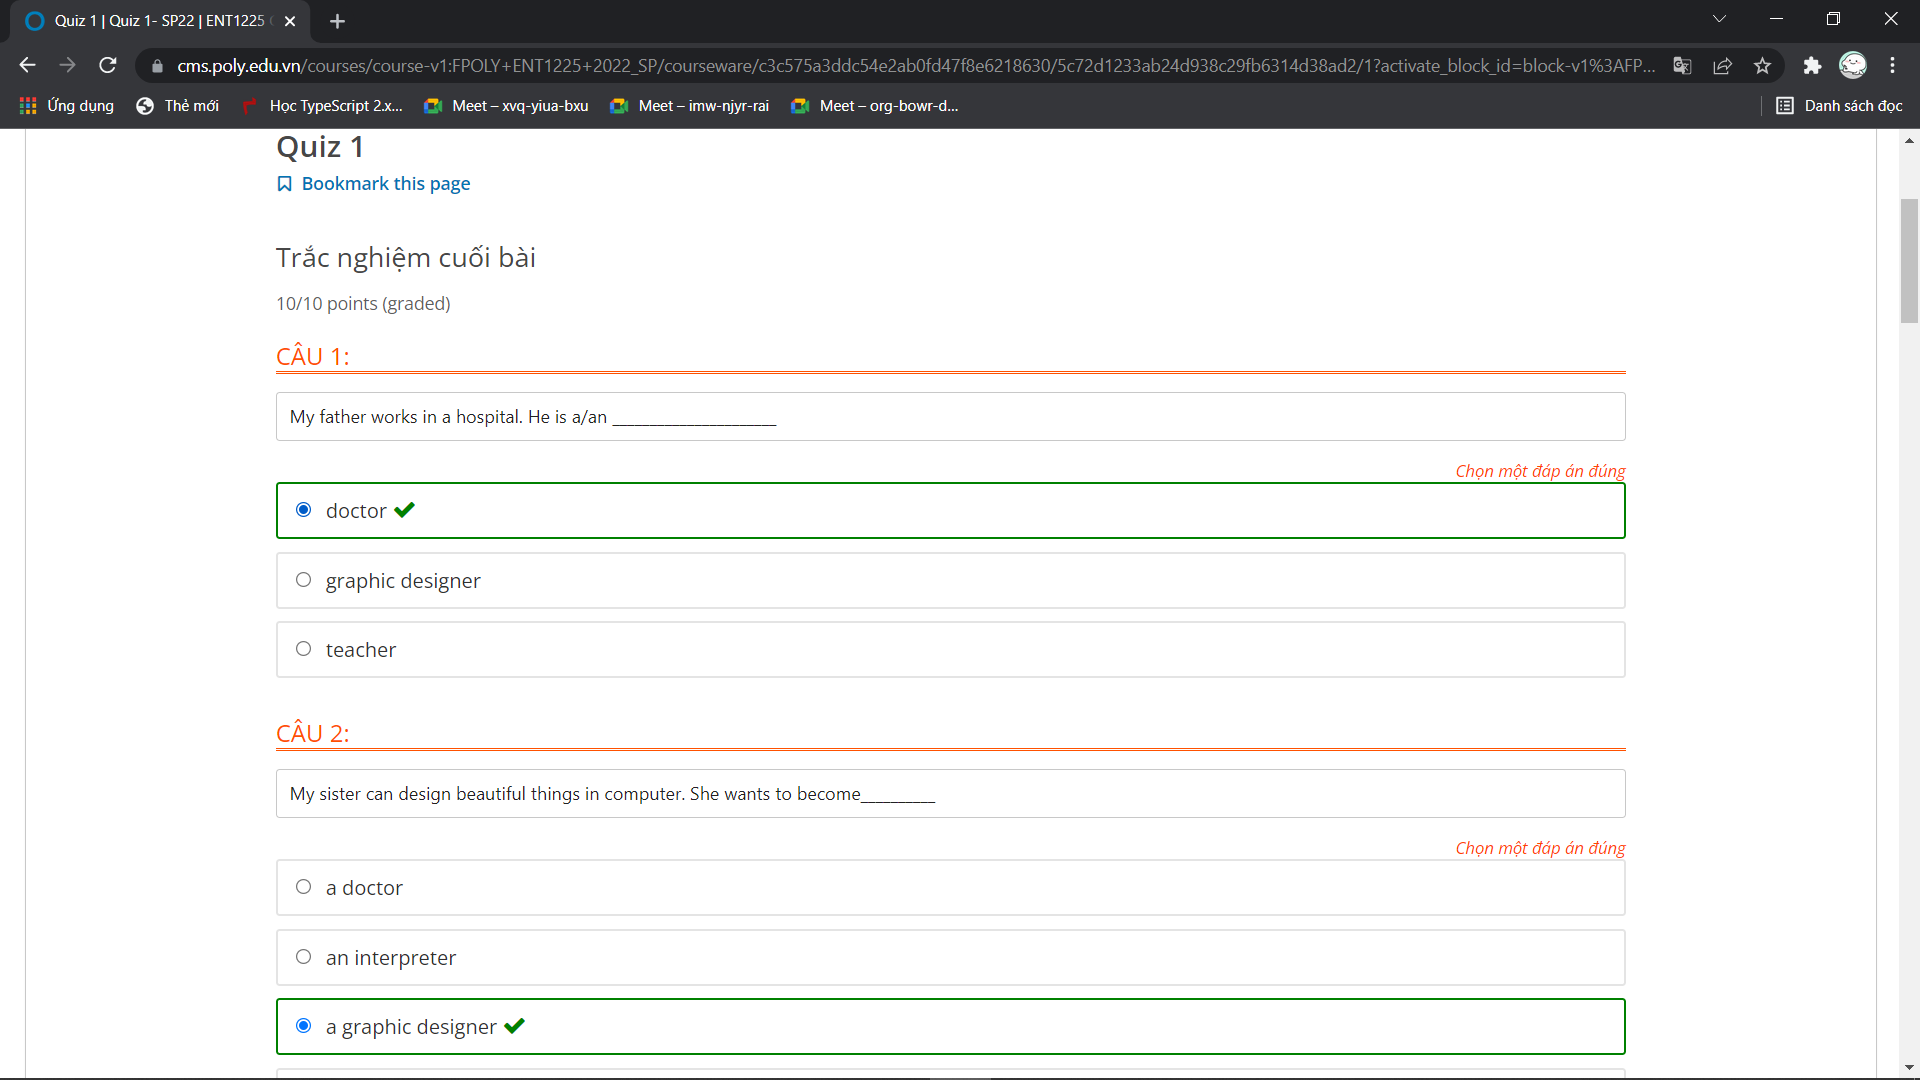 Quiz 1 | Quiz 1- SP22 | ENT1225
cms.poly.edu.vn/courses/course-v1:FPOLY+ENT1225+2022_SP/courseware/c3c575a3ddc54e2ab0fd47f8e6218630/5c72d1233ab24d938c29fb6314d38ad2/1?activate_block_id=block-v1%3AFP...
Ứng dụng Thẻ mới Học TypeScript 2.x... Meet – xvq-yiua-bxu Meet – imw-njyr-rai Meet – org-bowr-d... Danh sách đọc
Quiz 1
Bookmark this page
Trắc nghiệm cuối bài
10/10 points (graded)
CÂU 1:
My father works in a hospital. He is a/an ____________________
Chọn một đáp án đúng
doctor
graphic designer
teacher
CÂU 2:
My sister can design beautiful things in computer. She wants to become_________
Chọn một đáp án đúng
a doctor
an interpreter
a graphic designer